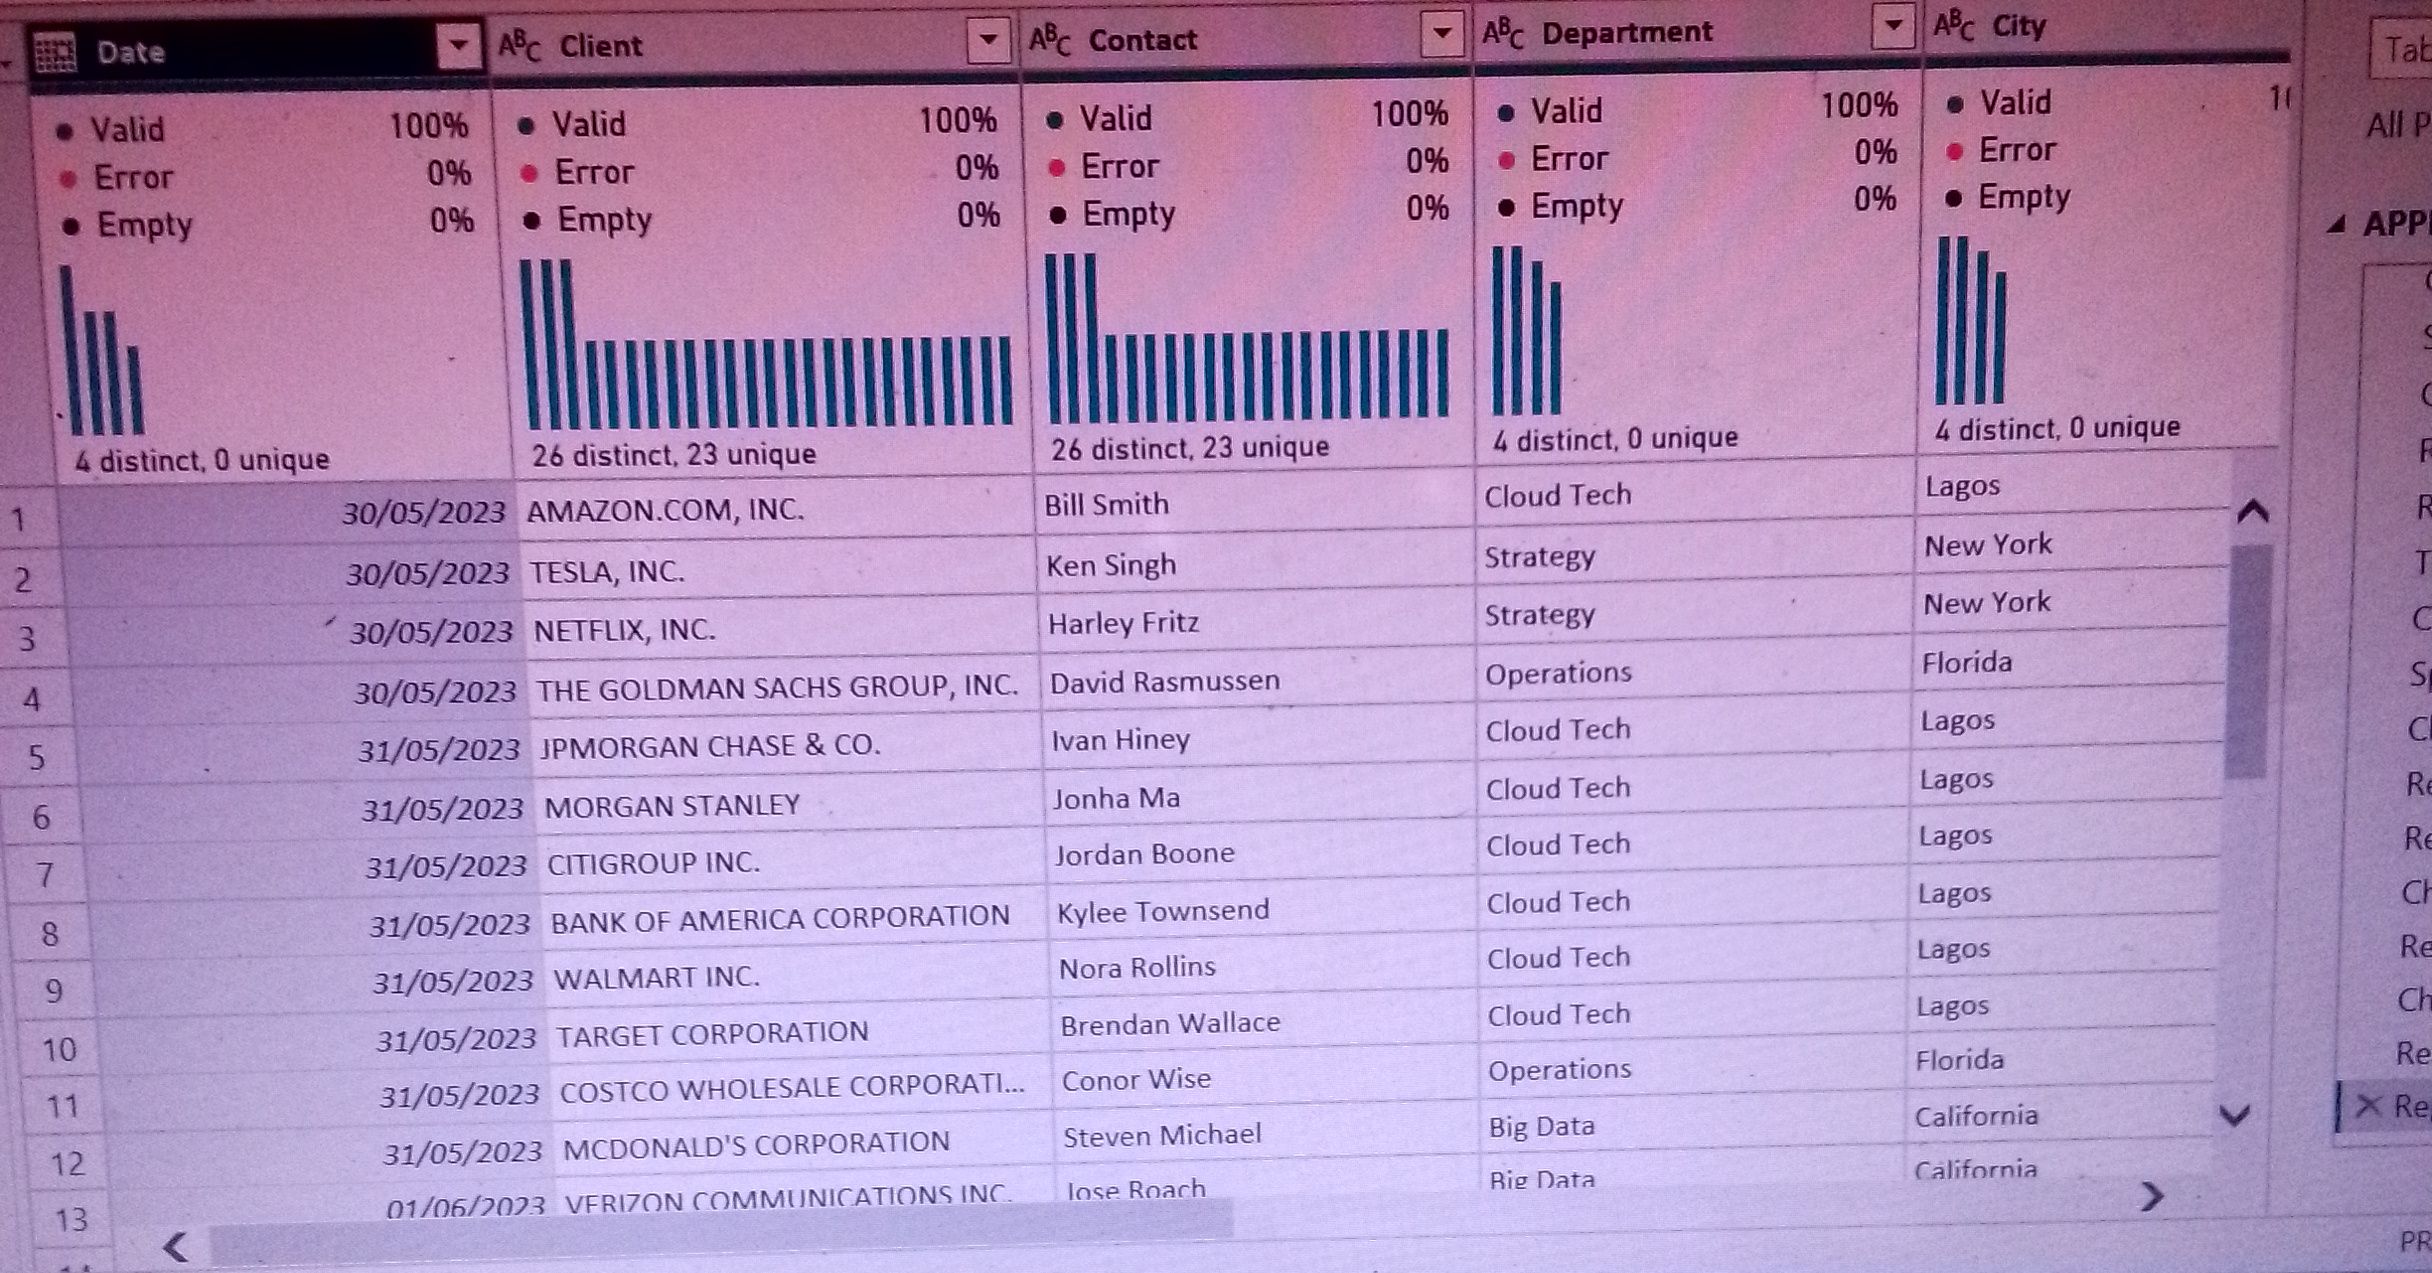 Date ABC Client ABC Contact ABC Department ABC City
Valid 100% Valid 100% Valid 100% Valid 100% Valid
Error 0% Error 0% Error 0% Error 0% Error
Empty 0% Empty 0% Empty 0% Empty 0% Empty
4 distinct, 0 unique 26 distinct, 23 unique 26 distinct, 23 unique 4 distinct, 0 unique 4 distinct, 0 unique
1 30/05/2023 AMAZON.COM, INC. Bill Smith Cloud Tech Lagos
2 30/05/2023 TESLA, INC. Ken Singh Strategy New York
3 30/05/2023 NETFLIX, INC. Harley Fritz Strategy New York
4 30/05/2023 THE GOLDMAN SACHS GROUP, INC. David Rasmussen Operations Florida
5 31/05/2023 JPMORGAN CHASE & CO. Ivan Hiney Cloud Tech Lagos
6 31/05/2023 MORGAN STANLEY Jonha Ma Cloud Tech Lagos
7 31/05/2023 CITIGROUP INC. Jordan Boone Cloud Tech Lagos
8 31/05/2023 BANK OF AMERICA CORPORATION Kylee Townsend Cloud Tech Lagos
9 31/05/2023 WALMART INC. Nora Rollins Cloud Tech Lagos
10 31/05/2023 TARGET CORPORATION Brendan Wallace Cloud Tech Lagos
11 31/05/2023 COSTCO WHOLESALE CORPORATI... Conor Wise Operations Florida
12 31/05/2023 MCDONALD'S CORPORATION Steven Michael Big Data California
13 01/06/2023 VERIZON COMMUNICATIONS INC. Jose Roach Big Data California
Tab
All P
APPL